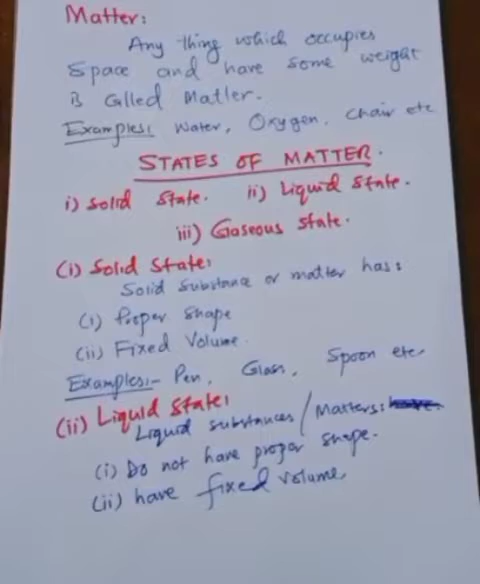 Matter:
Any thing which occupies
Space and have some weight
is Called Matter.
Examples: Water, Oxygen. Chair etc
STATES OF MATTER.
i) Solid State. ii) Liquid State.
iii) Gaseous State.
(i) Solid State:
Solid Substance or matter has:
(i) Proper Shape
(ii) Fixed Volume.
Examples:- Pen, Glass, Spoon etc
(ii) Liquid State:
Liquid substances / Matters:
(i) Do not have proper shape.
(ii) have fixed volume